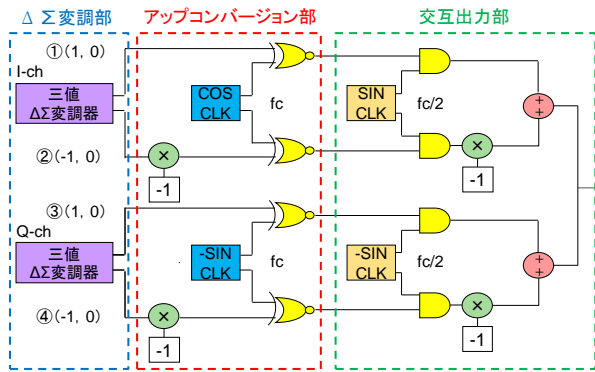 Δ Σ変調部
アップコンバージョン部
交互出力部
①(1, 0)
I-ch
三値
ΔΣ変調器
②(-1, 0)
×
-1
COS
CLK
fc
SIN
CLK
fc/2
×
-1
+
+
③(1, 0)
Q-ch
三値
ΔΣ変調器
④(-1, 0)
×
-1
-SIN
CLK
fc
-SIN
CLK
fc/2
×
-1
+
+